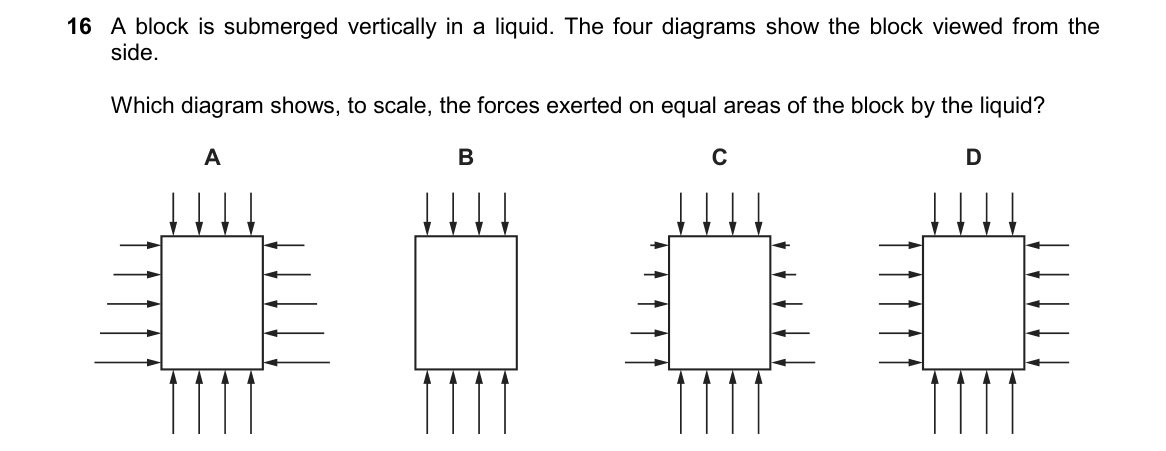 16 A block is submerged vertically in a liquid. The four diagrams show the block viewed from the
side.
Which diagram shows, to scale, the forces exerted on equal areas of the block by the liquid?
A B C D